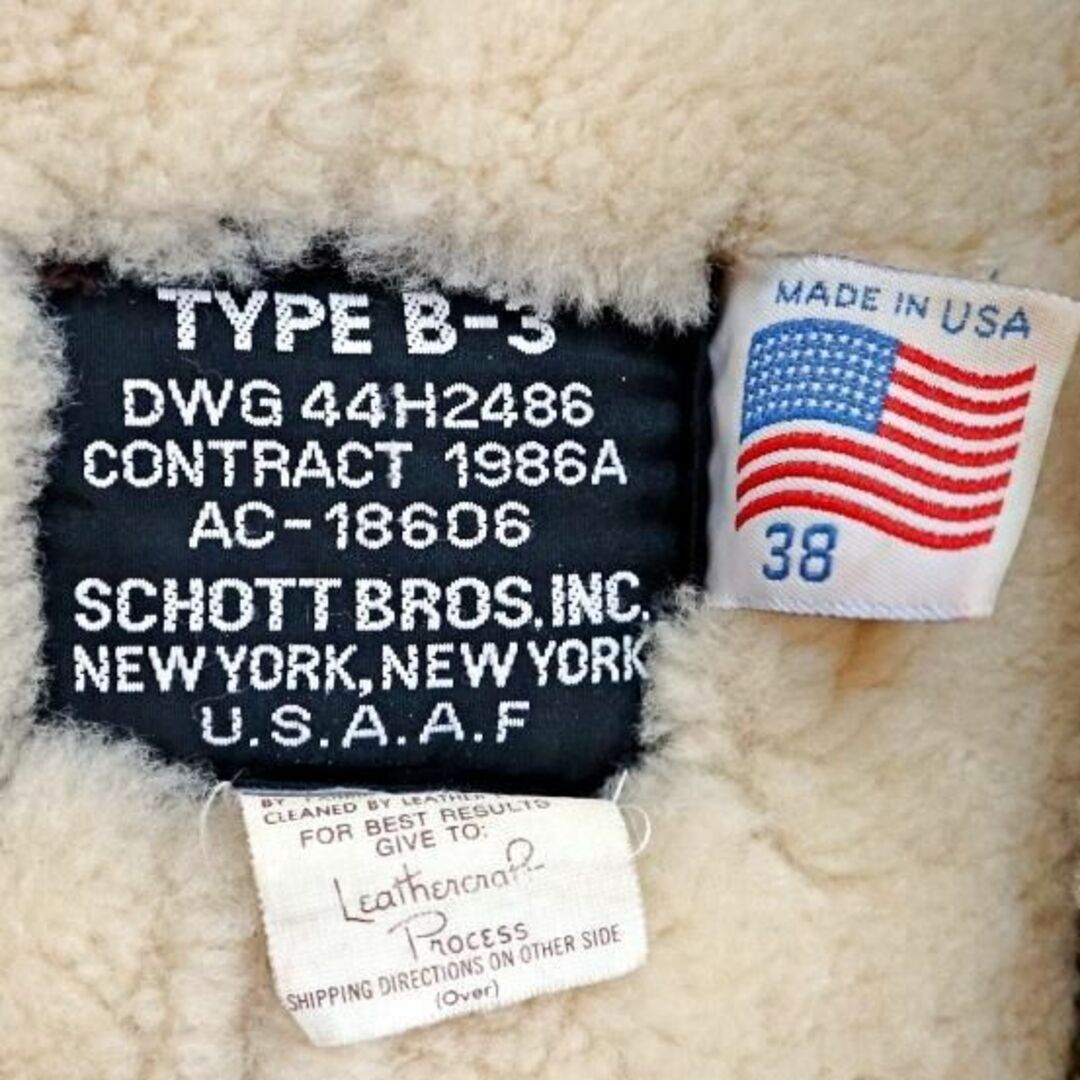 TYPE B-3
DWG 44H2486
CONTRACT 1986A
AC-18606
SCHOTT BROS. INC.
NEW YORK, NEW YORK
U.S.A.A.F
MADE IN USA
38
BY
CLEANED BY LEATHER
FOR BEST RESULTS
GIVE TO:
Leathercraft
Process
SHIPPING DIRECTIONS ON OTHER SIDE
(Over)